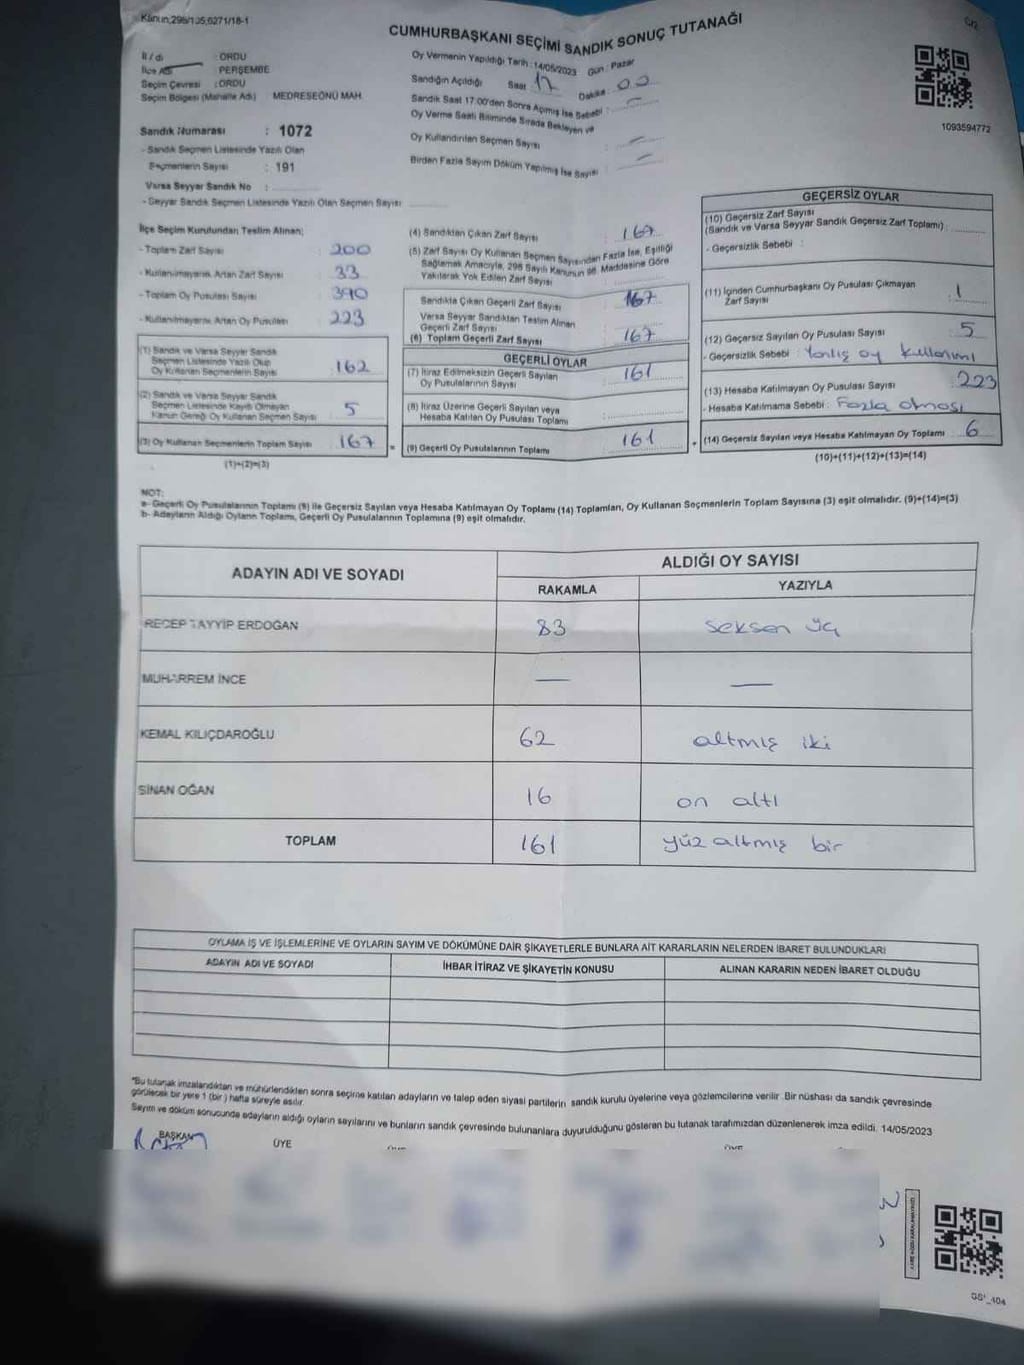 Kanun,298/105,6271/18-1
CUMHURBAŞKANI SEÇİMİ SANDIK SONUÇ TUTANAĞI
İl Adı : ORDU
İlçe Adı : PERŞEMBE
Seçim Çevresi : ORDU
Seçim Bölgesi (Mahalle Adı) MEDRESEÖNÜ MAH.
Sandık Numarası : 1072
- Sandık Seçmen Listesinde Yazılı Olan
Seçmenlerin Sayısı : 191
Varsa Seyyar Sandık No :
- Seyyar Sandık Seçmen Listesinde Yazılı Olan Seçmen Sayısı
Oy Vermenin Yapıldığı Tarih : 14/05/2023 Gün : Pazar
Sandığın Açıldığı Saat 17 Dakika : 00
Sandık Saat 17:00'den Sonra Açılmış İse Sebebi : —
Oy Verme Saati Bitiminde Sırada Bekleyen ve
Oy Kullandırılan Seçmen Sayısı : —
Birden Fazla Sayım Döküm Yapılmış İse Sayısı : —
1093594772
İlçe Seçim Kurulundan Teslim Alınan;
- Toplam Zarf Sayısı : 200
- Kullanılmayarak Artan Zarf Sayısı : 33
- Toplam Oy Pusulası Sayısı : 390
- Kullanılmayarak Artan Oy Pusulası : 223
(1) Sandık ve Varsa Seyyar Sandık
Seçmen Listesinde Yazılı Olup
Oy Kullanan Seçmenlerin Sayısı : 162
(2) Sandık ve Varsa Seyyar Sandık
Seçmen Listesinde Kayıtlı Olmayan
Kanun Gereği Oy Kullanan Seçmen Sayısı : 5
(3) Oy Kullanan Seçmenlerin Toplam Sayısı : 167 =
(1)+(2)=(3)
(4) Sandıktan Çıkan Zarf Sayısı : 167
(5) Zarf Sayısı Oy Kullanan Seçmen Sayısından Fazla İse, Eşitliği
Sağlamak Amacıyla, 298 Sayılı Kanunun 98. Maddesine Göre
Yakılarak Yok Edilen Zarf Sayısı :
Sandıkta Çıkan Geçerli Zarf Sayısı : 167
Varsa Seyyar Sandıktan Teslim Alınan
Geçerli Zarf Sayısı :
(6) Toplam Geçerli Zarf Sayısı : 167
GEÇERLİ OYLAR
(7) İtiraz Edilmeksizin Geçerli Sayılan
Oy Pusulalarının Sayısı : 161
(8) İtiraz Üzerine Geçerli Sayılan veya
Hesaba Katılan Oy Pusulası Toplamı :
(9) Geçerli Oy Pusulalarının Toplamı : 161 +
GEÇERSİZ OYLAR
(10) Geçersiz Zarf Sayısı
(Sandık ve Varsa Seyyar Sandık Geçersiz Zarf Toplamı) :
- Geçersizlik Sebebi :
(11) İçinden Cumhurbaşkanı Oy Pusulası Çıkmayan
Zarf Sayısı : 1
(12) Geçersiz Sayılan Oy Pusulası Sayısı : 5
- Geçersizlik Sebebi : Yanlış oy kullanımı
(13) Hesaba Katılmayan Oy Pusulası Sayısı : 223
- Hesaba Katılmama Sebebi : Fazla olması
(14) Geçersiz Sayılan veya Hesaba Katılmayan Oy Toplamı : 6
(10)+(11)+(12)+(13)=(14)
NOT:
a- Geçerli Oy Pusulalarının Toplamı (9) ile Geçersiz Sayılan veya Hesaba Katılmayan Oy Toplamı (14) Toplamları, Oy Kullanan Seçmenlerin Toplam Sayısına (3) eşit olmalıdır. (9)+(14)=(3)
b- Adayların Aldığı Oyların Toplamı, Geçerli Oy Pusulalarının Toplamına (9) eşit olmalıdır.
ADAYIN ADI VE SOYADI ALDIĞI OY SAYISI
RAKAMLA YAZIYLA
RECEP TAYYİP ERDOĞAN 83 Seksen üç
MUHARREM İNCE — —
KEMAL KILIÇDAROĞLU 62 altmış iki
SİNAN OĞAN 16 on altı
TOPLAM 161 yüz altmış bir
OYLAMA İŞ VE İŞLEMLERİNE VE OYLARIN SAYIM VE DÖKÜMÜNE DAİR ŞİKAYETLERLE BUNLARA AİT KARARLARIN NELERDEN İBARET BULUNDUKLARI
ADAYIN ADI VE SOYADI İHBAR İTİRAZ VE ŞİKAYETİN KONUSU ALINAN KARARIN NEDEN İBARET OLDUĞU
*Bu tutanak imzalandıktan ve mühürlendikten sonra seçime katılan adayların ve talep eden siyasi partilerin sandık kurulu üyelerine veya gözlemcilerine verilir. Bir nüshası da sandık çevresinde
görülecek bir yere 1 (bir) hafta süreyle asılır.
Sayım ve döküm sonucunda adayların aldığı oyların sayılarını ve bunların sandık çevresinde bulunanlara duyurulduğunu gösteren bu tutanak tarafımızdan düzenlenerek imza edildi. 14/05/2023
BAŞKAN ÜYE